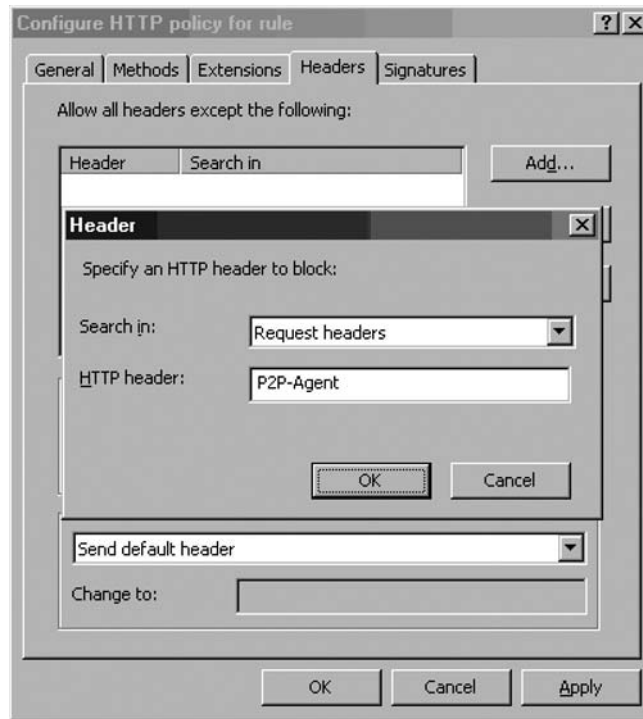 Configure HTTP policy for rule
General Methods Extensions Headers Signatures
Allow all headers except the following:
Header Search in
Add...
Header
Specify an HTTP header to block:
Search in: Request headers
HTTP header: P2P-Agent
OK Cancel
Send default header
Change to:
OK Cancel Apply